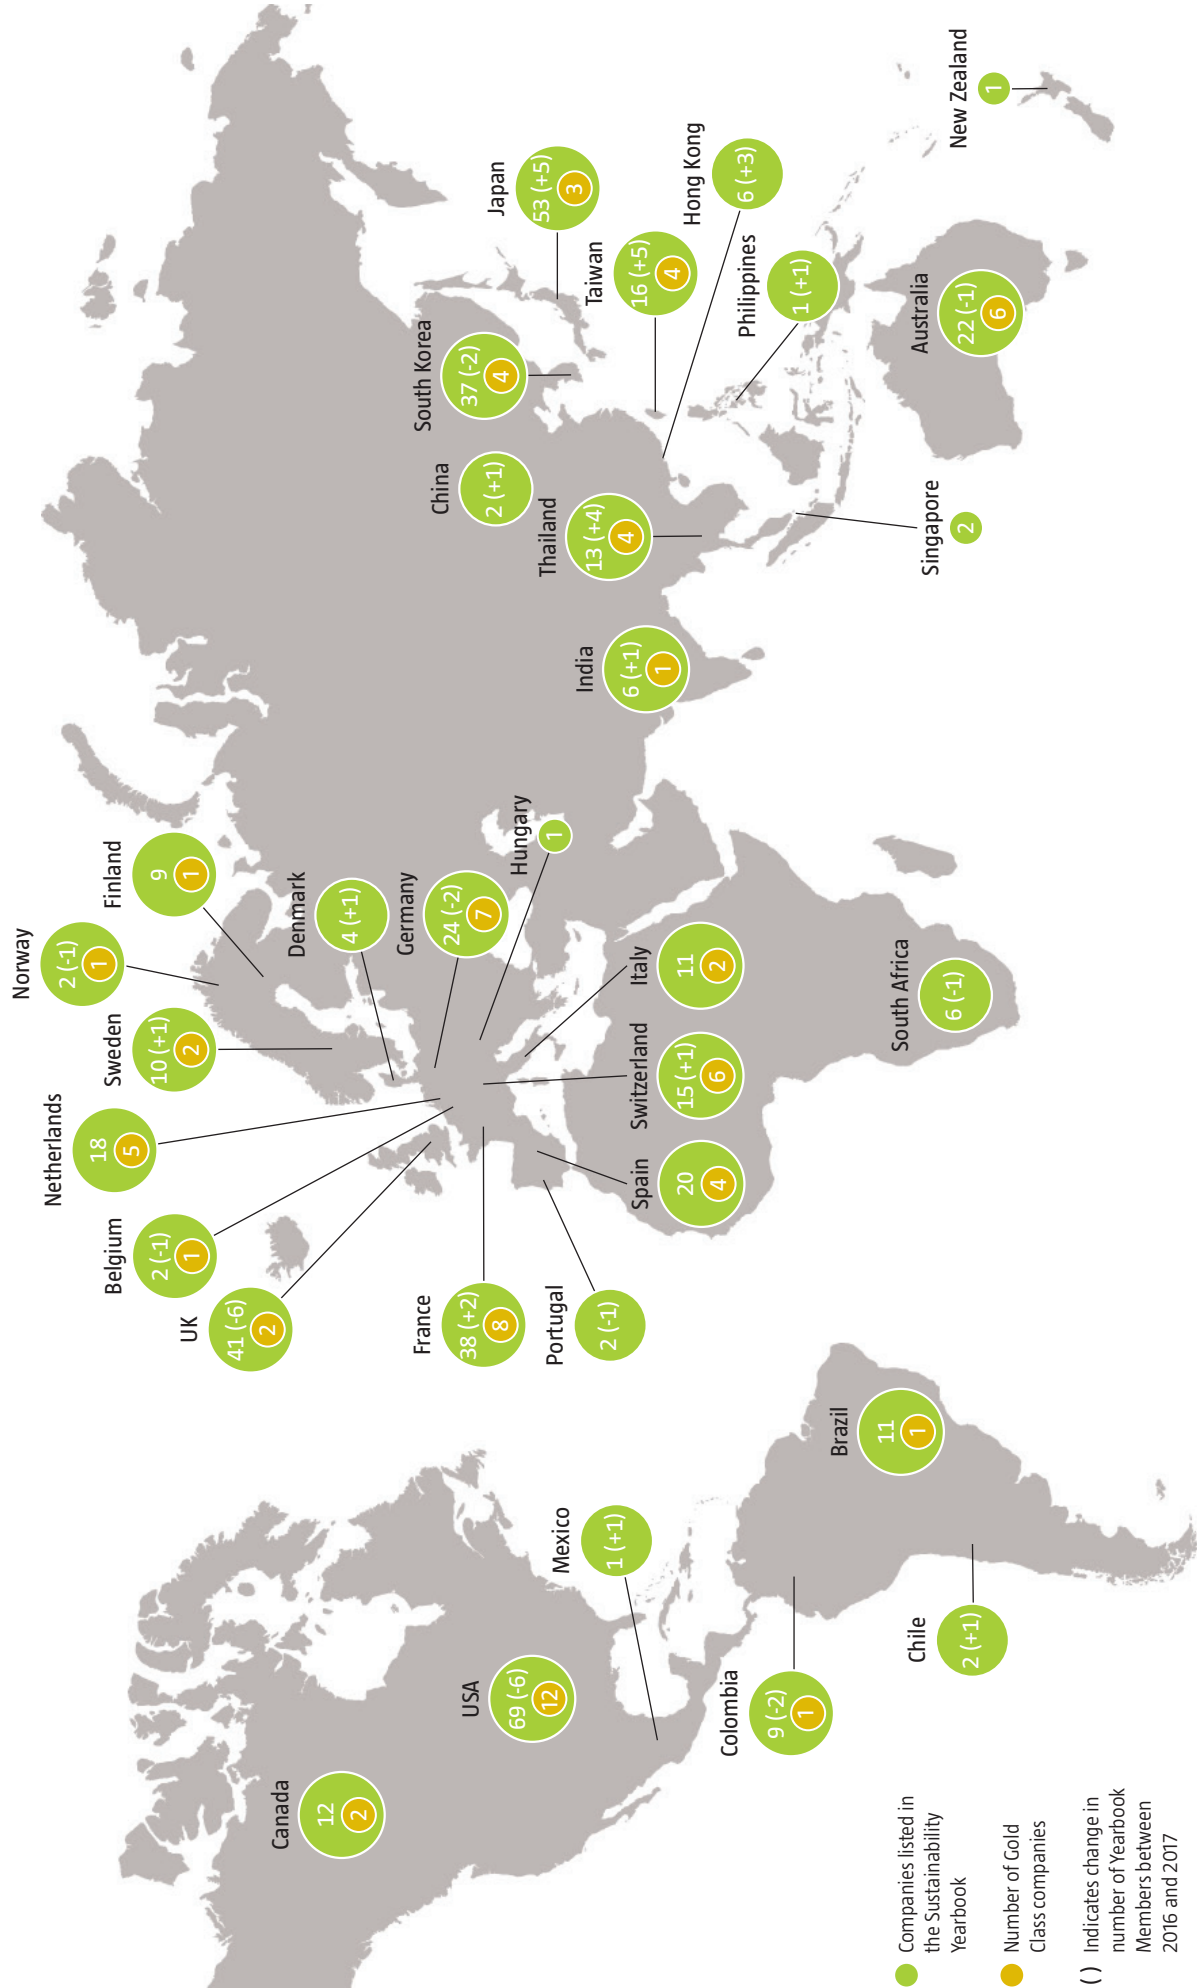 Norway
2 (-1)
1
Finland
9
1
Sweden
10 (+1)
2
Netherlands
18
5
Belgium
2 (-1)
1
UK
41 (-6)
2
Denmark
4 (+1)
Germany
24 (-2)
7
Hungary
1
France
38 (+2)
8
Portugal
2 (-1)
Spain
20
4
Switzerland
15 (+1)
6
Italy
11
2
South Africa
6 (-1)
Canada
12
2
USA
69 (-6)
12
Mexico
1 (+1)
Colombia
9 (-2)
1
Brazil
11
1
Chile
2 (+1)
Japan
53 (+5)
3
South Korea
37 (-2)
4
China
2 (+1)
Taiwan
16 (+5)
4
Thailand
13 (+4)
4
Hong Kong
6 (+3)
India
6 (+1)
1
Philippines
1 (+1)
Singapore
2
Australia
22 (-1)
6
New Zealand
1
Companies listed in
the Sustainability
Yearbook
Number of Gold
Class companies
( ) Indicates change in
number of Yearbook
Members between
2016 and 2017